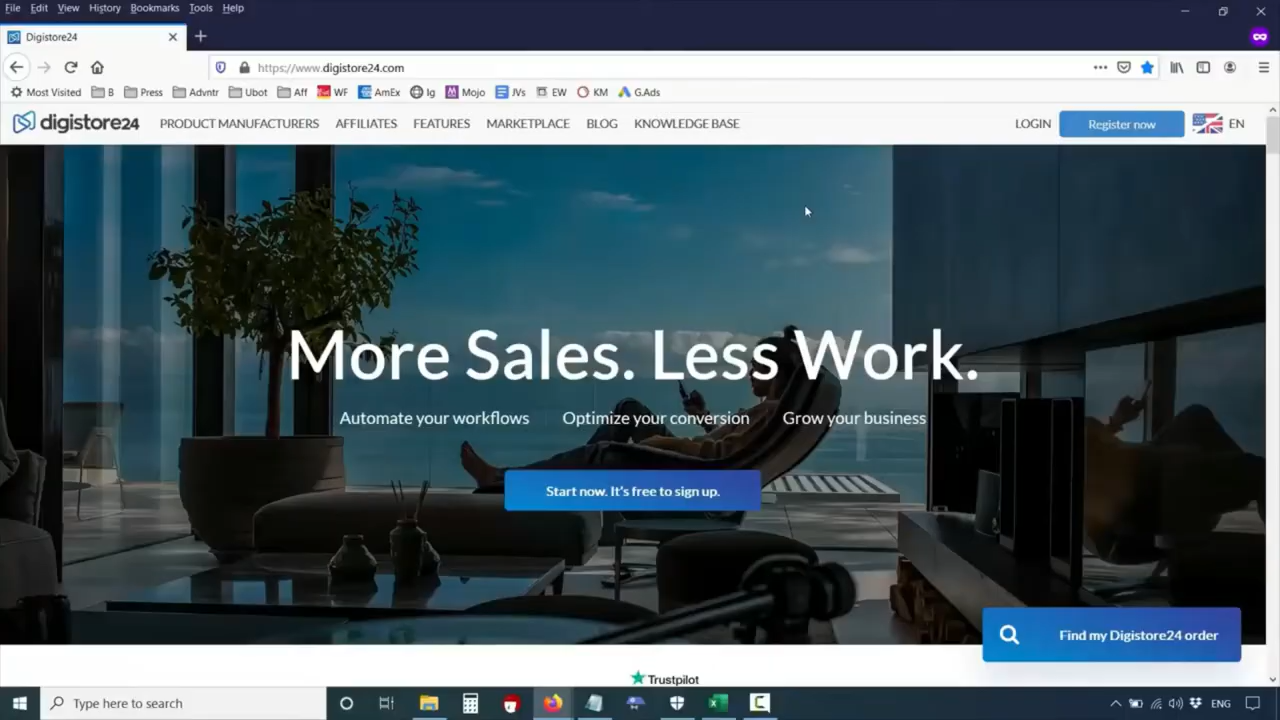 File Edit View History Bookmarks Tools Help
Digistore24
https://www.digistore24.com
Most Visited B Press Advntr Ubot Aff WF AmEx Ig Mojo JVs EW KM G.Ads
digistore24 PRODUCT MANUFACTURERS AFFILIATES FEATURES MARKETPLACE BLOG KNOWLEDGE BASE LOGIN Register now EN
More Sales. Less Work.
Automate your workflows Optimize your conversion Grow your business
Start now. It's free to sign up.
Find my Digistore24 order
Trustpilot
Type here to search
ENG